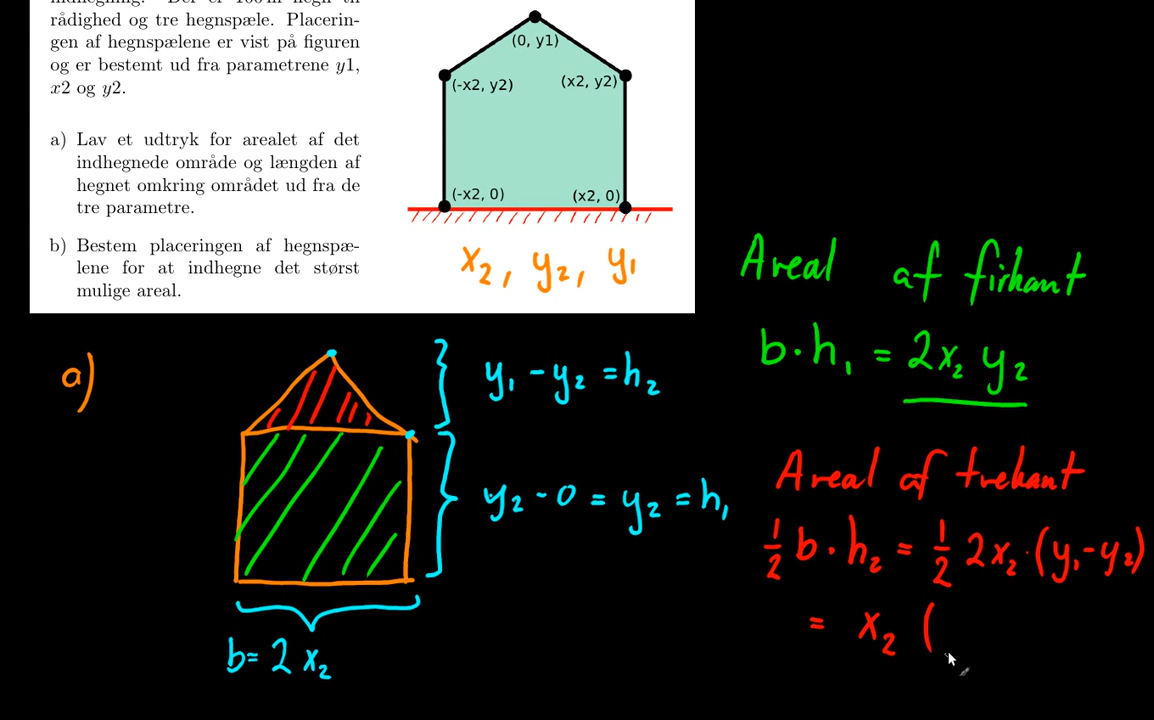 rådighed og tre hegnspæle. Placerin-
gen af hegnspælene er vist på figuren
og er bestemt ud fra parametrene y1,
x2 og y2.
a) Lav et udtryk for arealet af det
indhegnede område og længden af
hegnet omkring området ud fra de
tre parametre.
b) Bestem placeringen af hegnspæ-
lene for at indhegne det størst
mulige areal.
(0, y1)
(-x2, y2) (x2, y2)
(-x2, 0) (x2, 0)
x₂, y₂, y₁
a)
y₁ - y₂ = h₂
y₂ - 0 = y₂ = h₁
b = 2 x₂
Areal af firkant
b · h₁ = 2x₂ y₂
Areal af trekant
½ b · h₂ = ½ 2x₂ · (y₁ - y₂)
= x₂ (